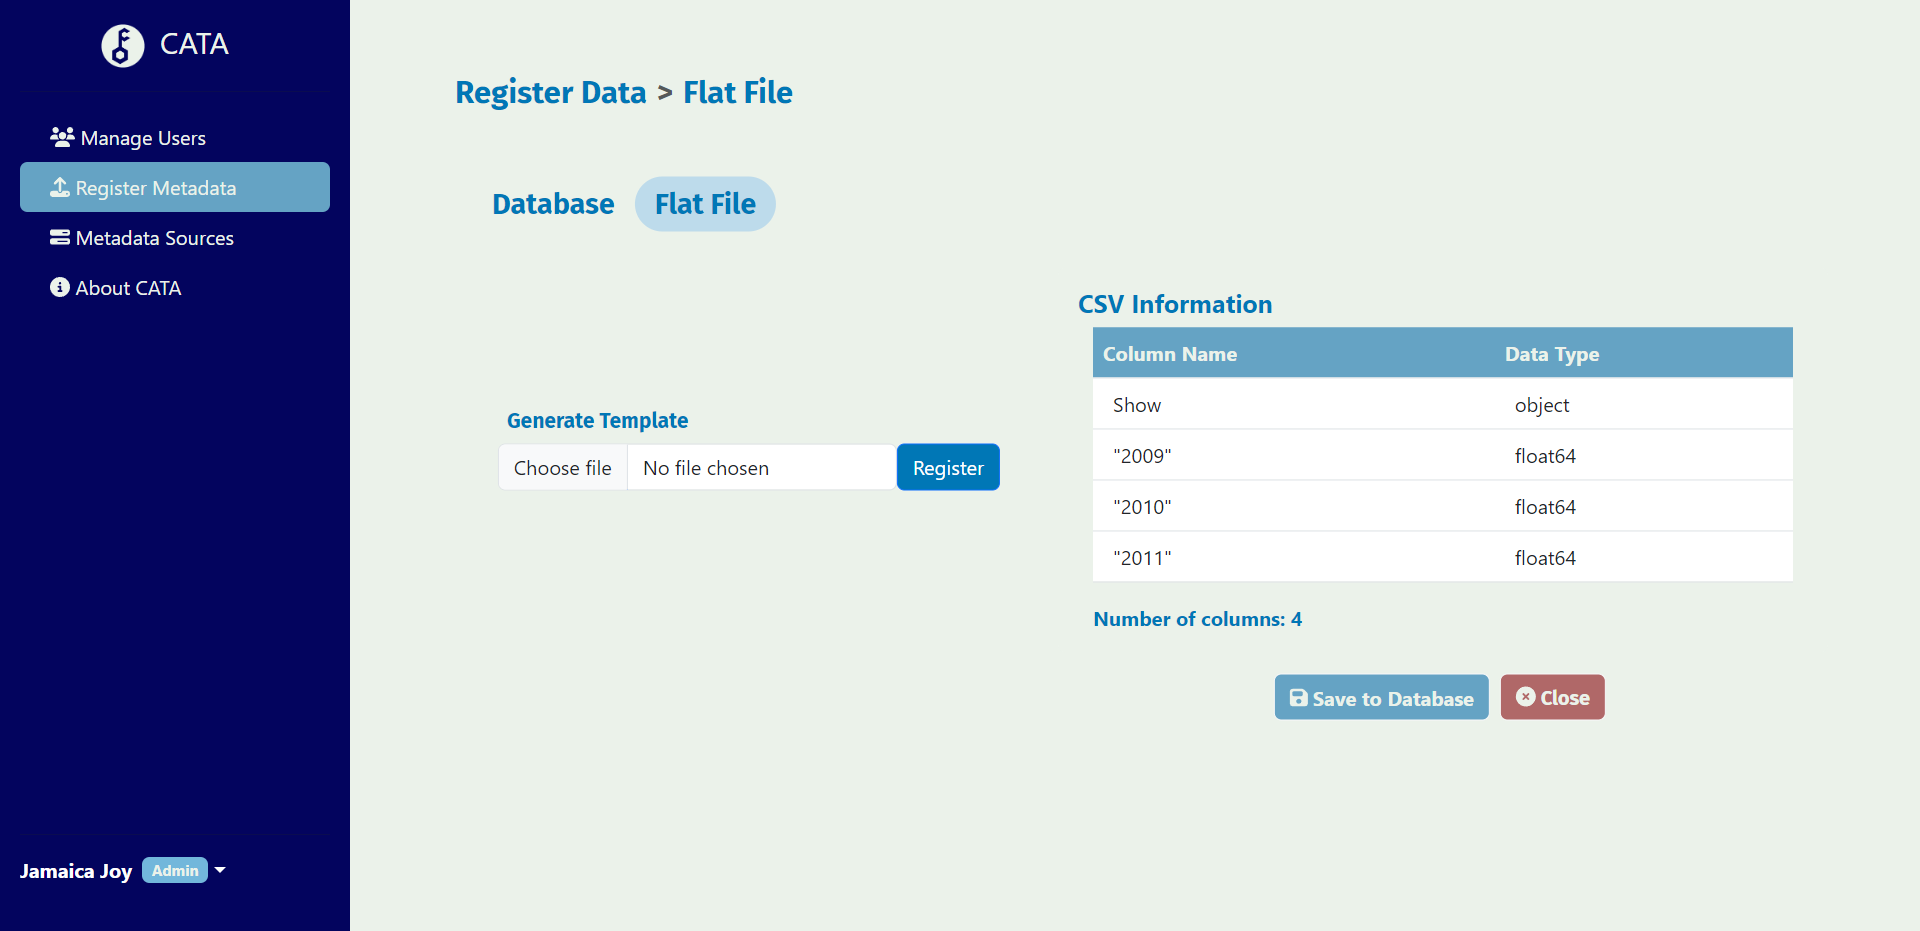 CATA
Manage Users
Register Metadata
Metadata Sources
About CATA
Jamaica Joy Admin
Register Data > Flat File
Database Flat File
Generate Template
Choose file No file chosen Register
CSV Information
Column Name Data Type
Show object
"2009" float64
"2010" float64
"2011" float64
Number of columns: 4
Save to Database Close